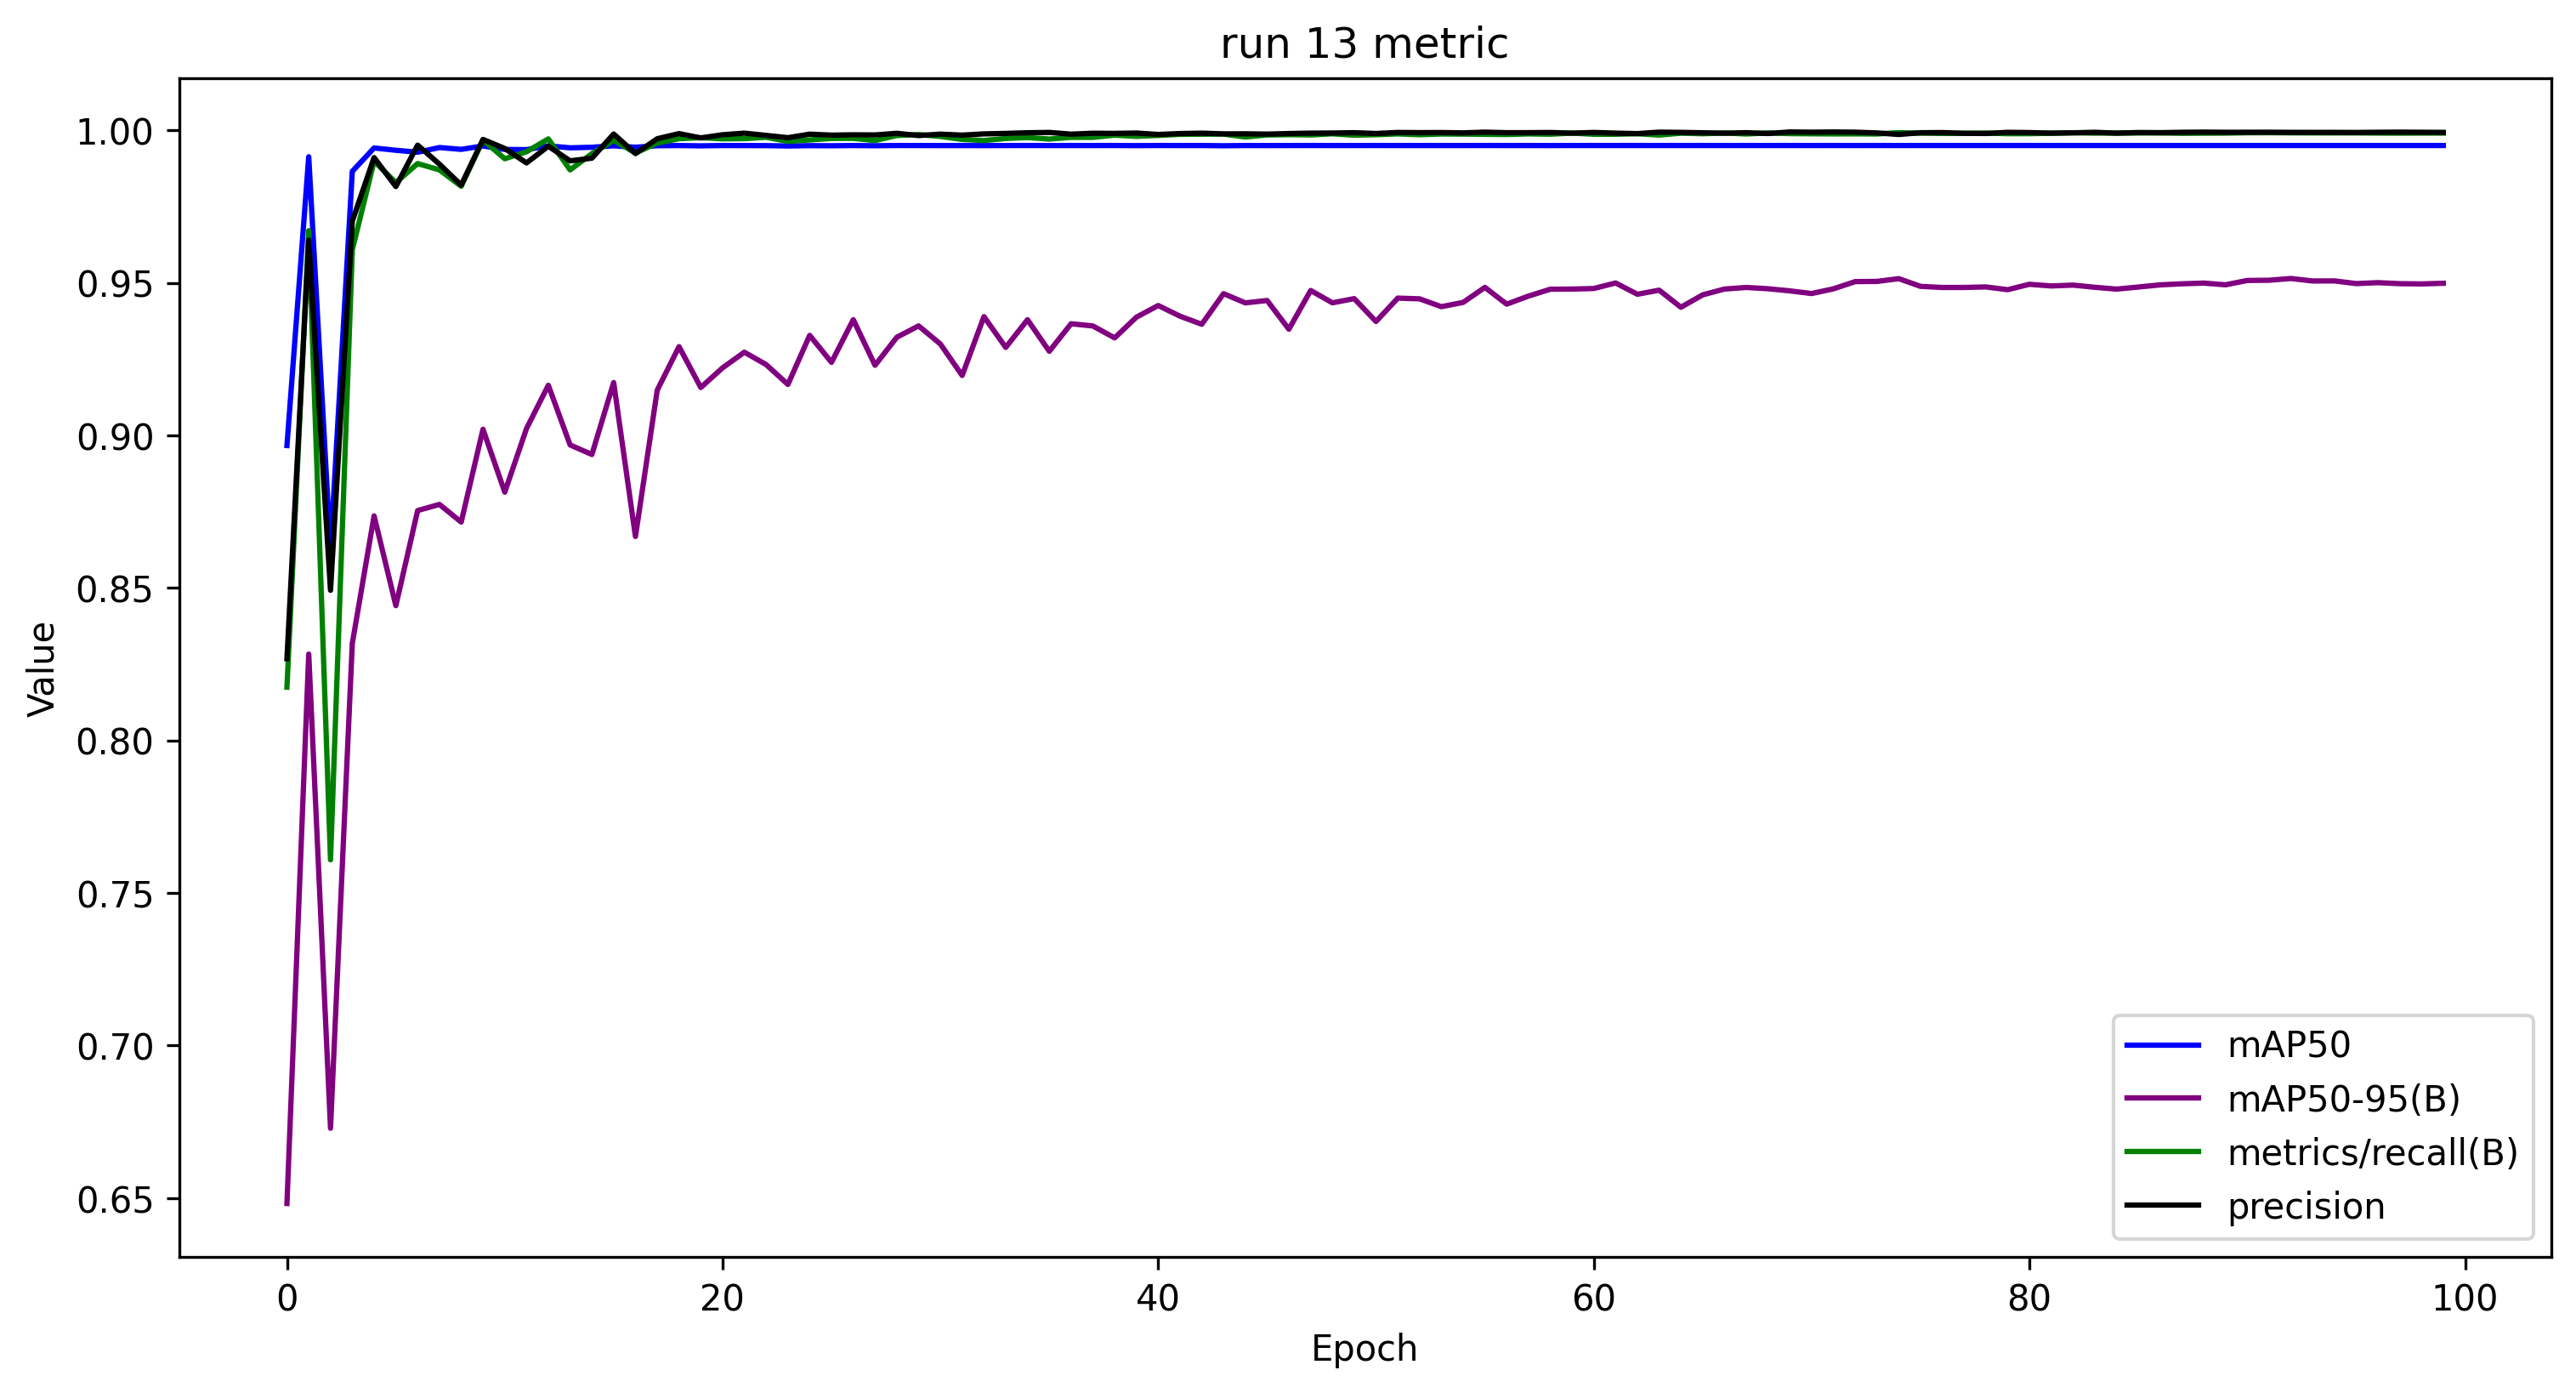 run 13 metric
1.00
0.95
0.90
0.85
0.80
0.75
0.70
0.65
Value
0 20 40 60 80 100
Epoch
mAP50
mAP50-95(B)
metrics/recall(B)
precision